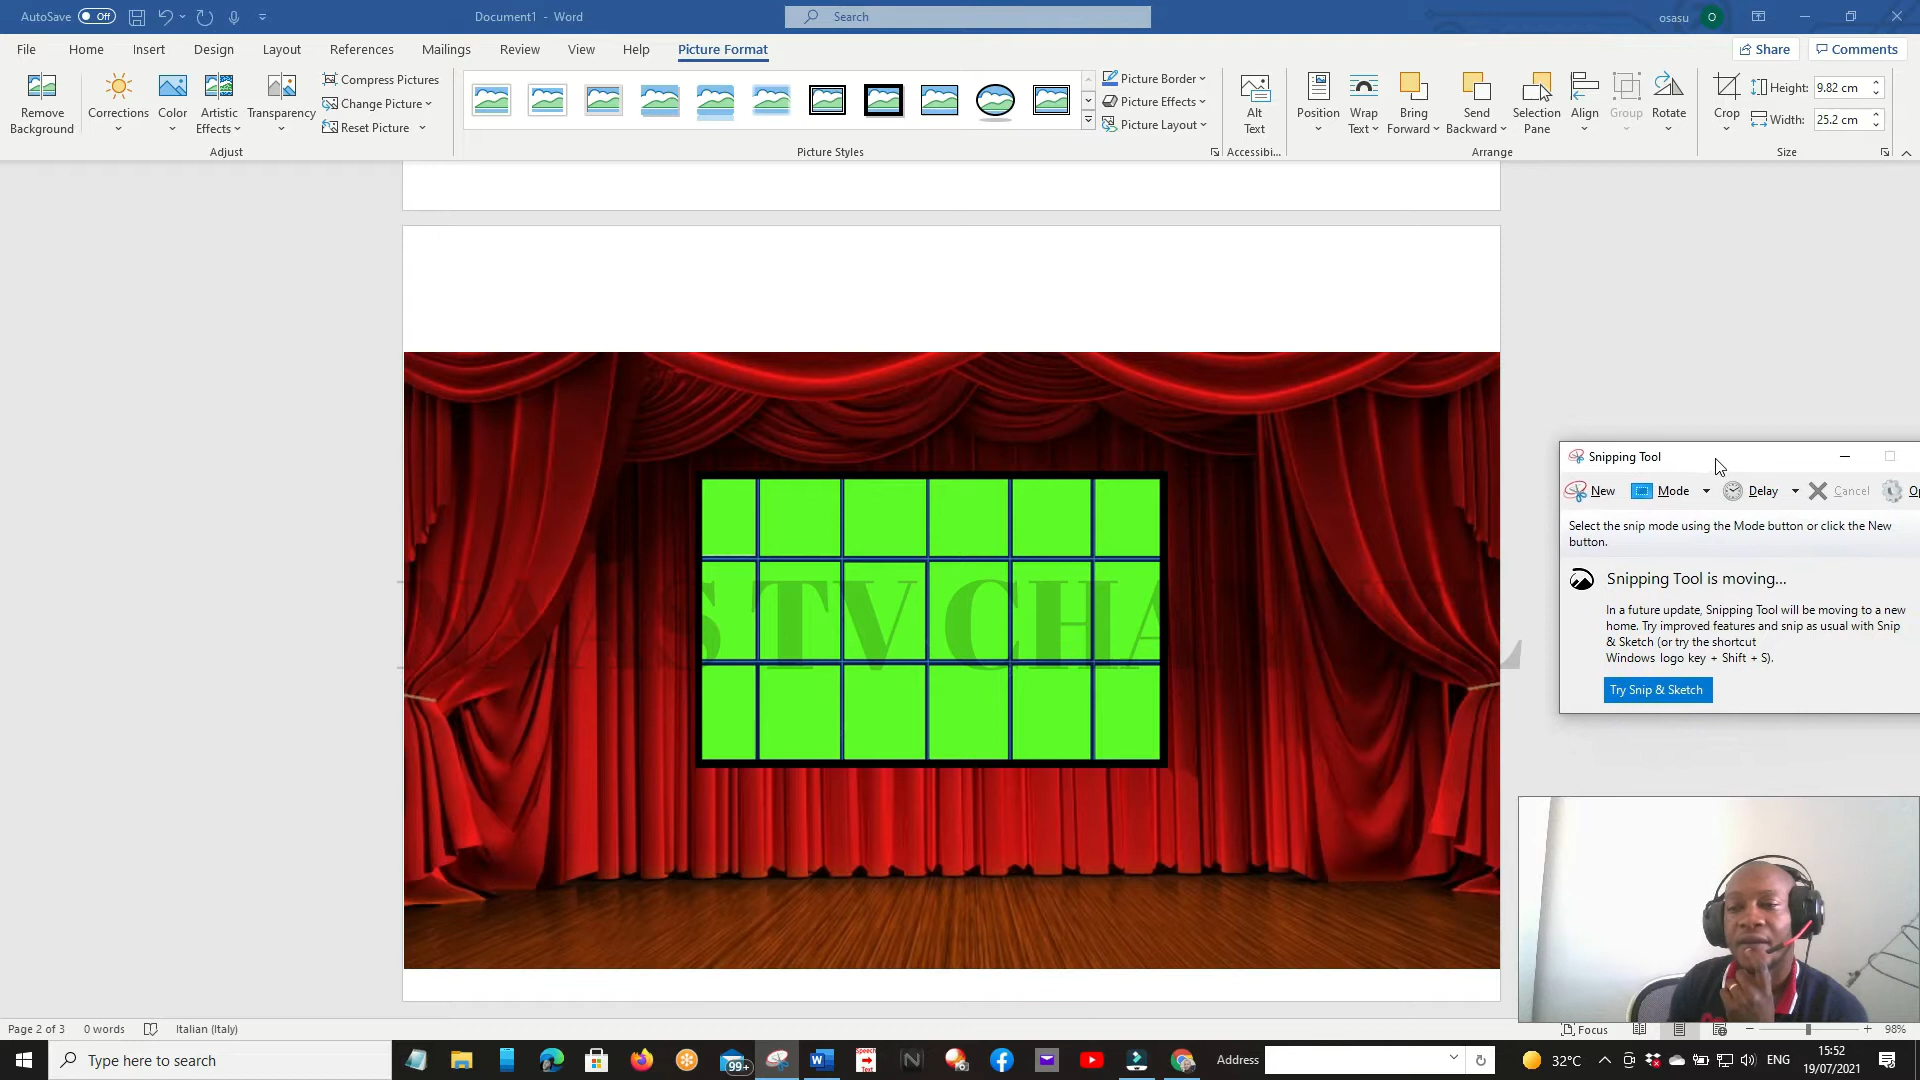 AutoSave Off Document1 - Word Search osasu O
File Home Insert Design Layout References Mailings Review View Help Picture Format Share Comments
Remove Background
Corrections
Color
Artistic Effects
Transparency
Compress Pictures
Change Picture
Reset Picture
Adjust
Picture Styles
Picture Border
Picture Effects
Picture Layout
Alt Text
Accessibi...
Position
Wrap Text
Bring Forward
Send Backward
Selection Pane
Align
Group
Rotate
Arrange
Crop
Height: 9.82 cm
Width: 25.2 cm
Size
TV CHA
Snipping Tool
New Mode Delay Cancel Op
Select the snip mode using the Mode button or click the New
button.
Snipping Tool is moving...
In a future update, Snipping Tool will be moving to a new
home. Try improved features and snip as usual with Snip
& Sketch (or try the shortcut
Windows logo key + Shift + S).
Try Snip & Sketch
Page 2 of 3 0 words Italian (Italy) Focus 98%
Type here to search 99+ Speech Text Address 32°C ENG 15:52
19/07/2021